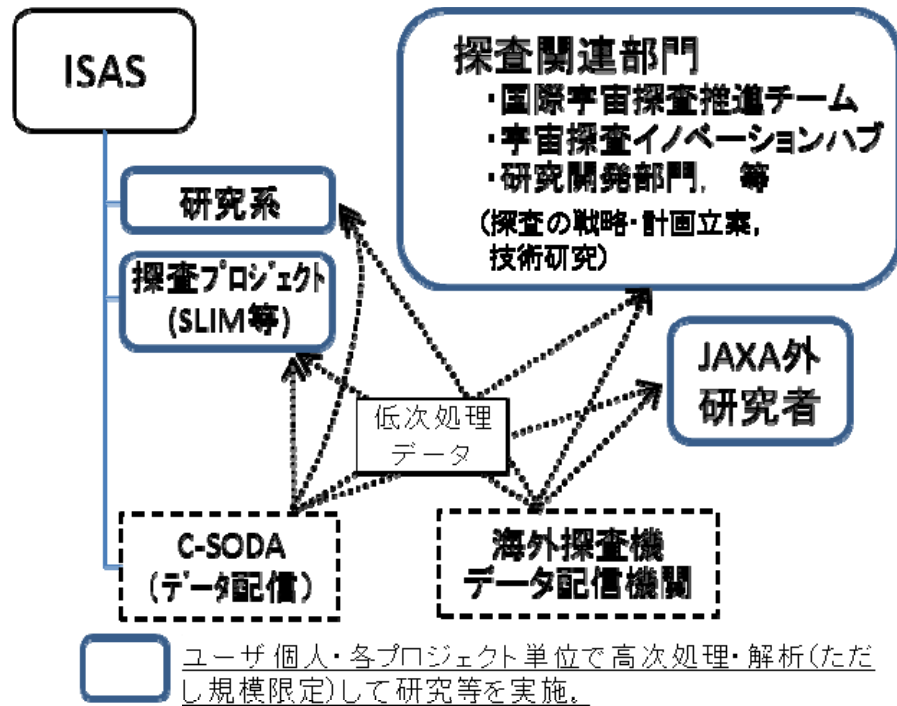 ISAS
探査関連部門
・国際宇宙探査推進チーム
・宇宙探査イノベーションハブ
・研究開発部門, 等
(探査の戦略・計画立案,
技術研究)
研究系
探査プロジェクト
(SLIM等)
JAXA外
研究者
低次処理
データ
C-SODA
(データ配信)
海外探査機
データ配信機関
ユーザ個人・各プロジェクト単位で高次処理・解析(ただ
し規模限定)して研究等を実施。